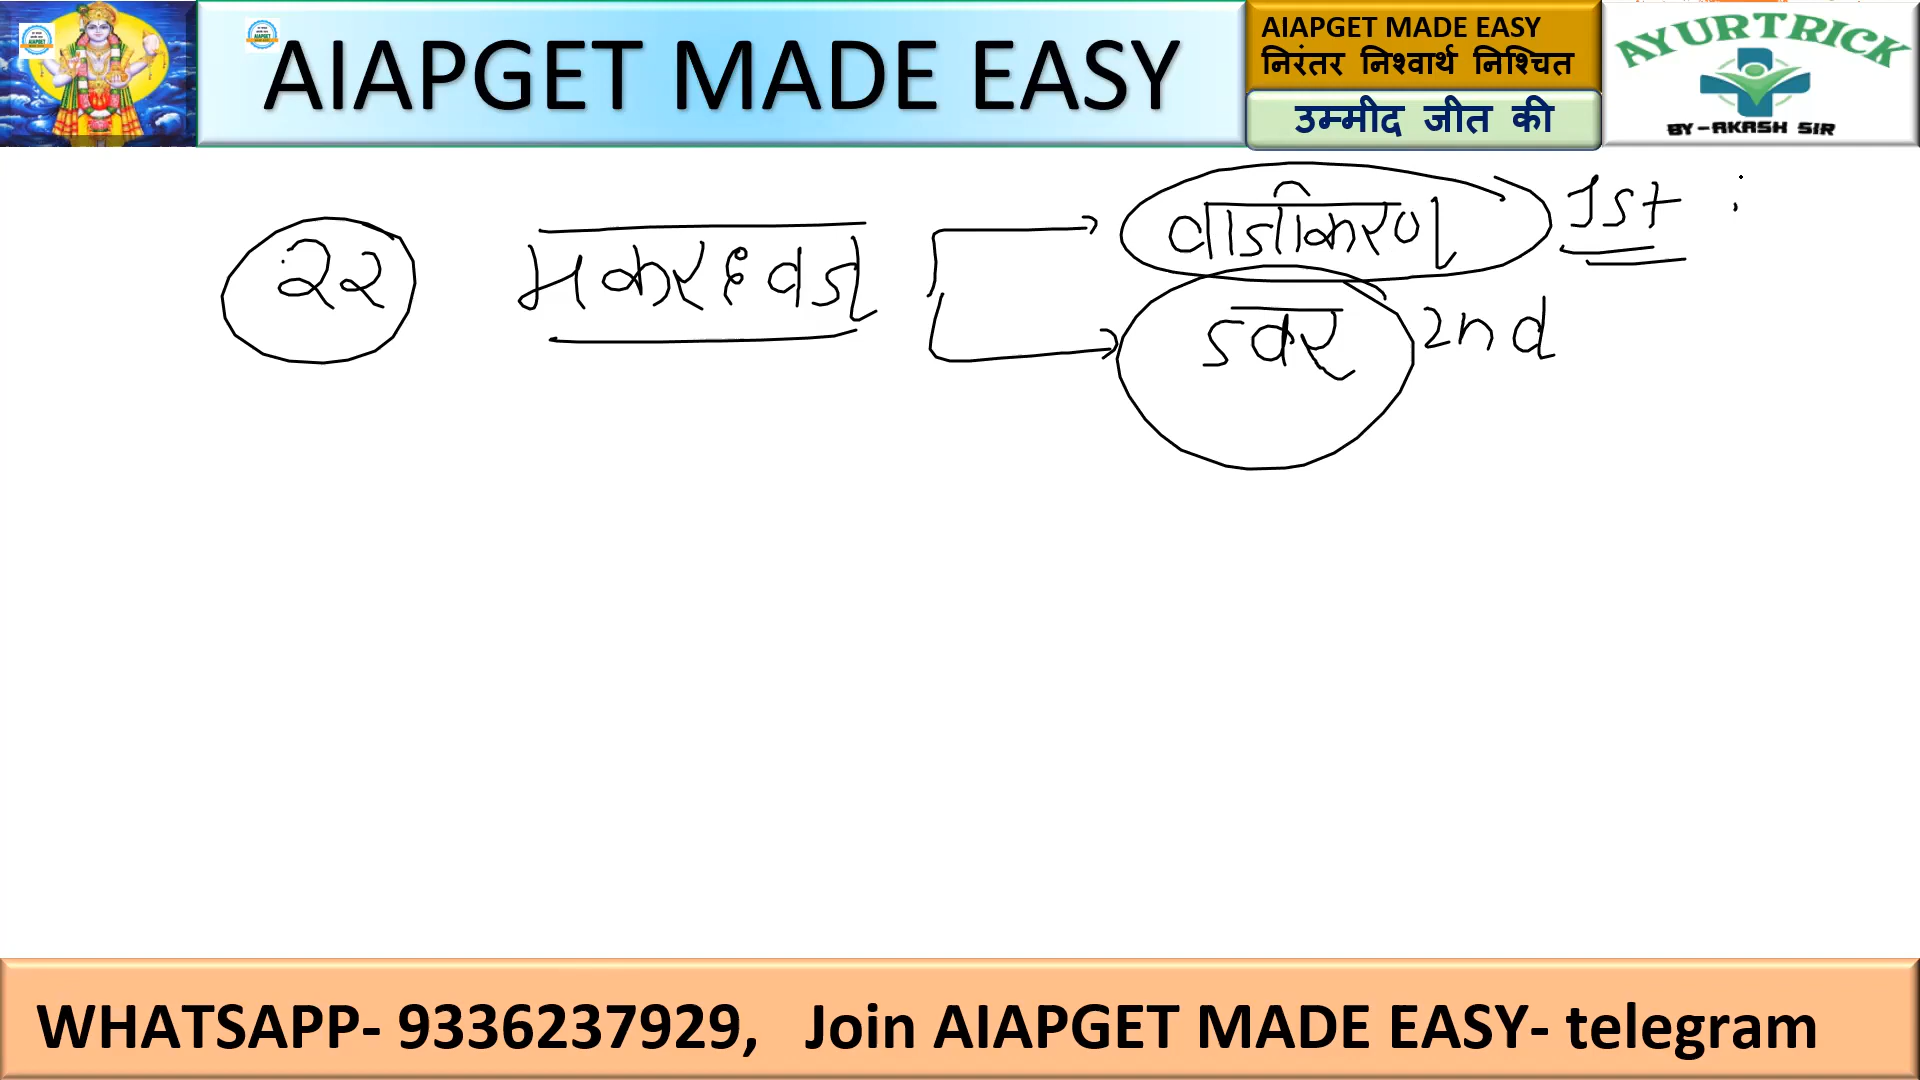 AIAPGET MADE EASY
AIAPGET MADE EASY
निरंतर निश्वार्थ निश्चित
उम्मीद जीत की
AYURTRICK
BY-AKASH SIR
२२ मकरध्वज वाजीकरण 1st :
ज्वर 2nd
WHATSAPP- 9336237929, Join AIAPGET MADE EASY- telegram